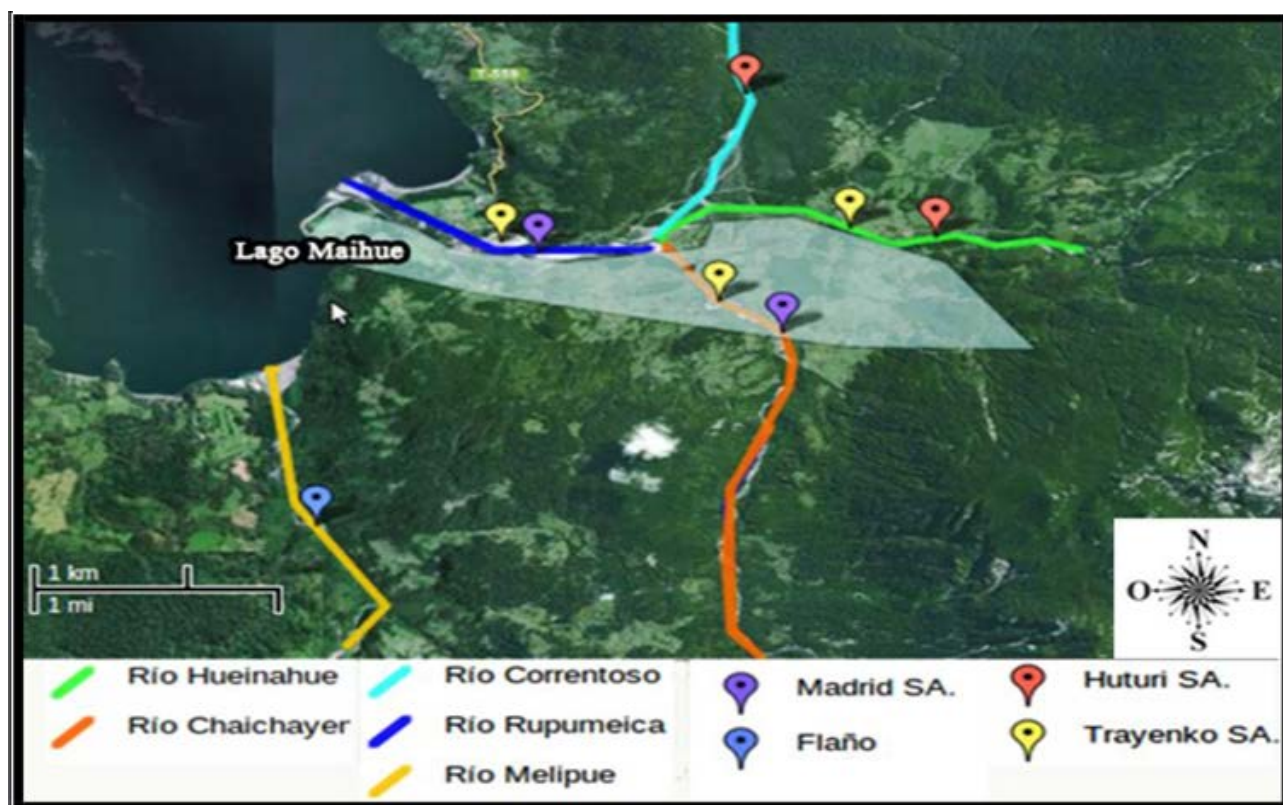 T-559
Lago Maihue
1 km
1 mi
N
O E
S
Río Hueinahue
Río Chaichayer
Río Correntoso
Río Rupumeica
Río Melipue
Madrid SA.
Flaño
Huturi SA.
Trayenko SA.